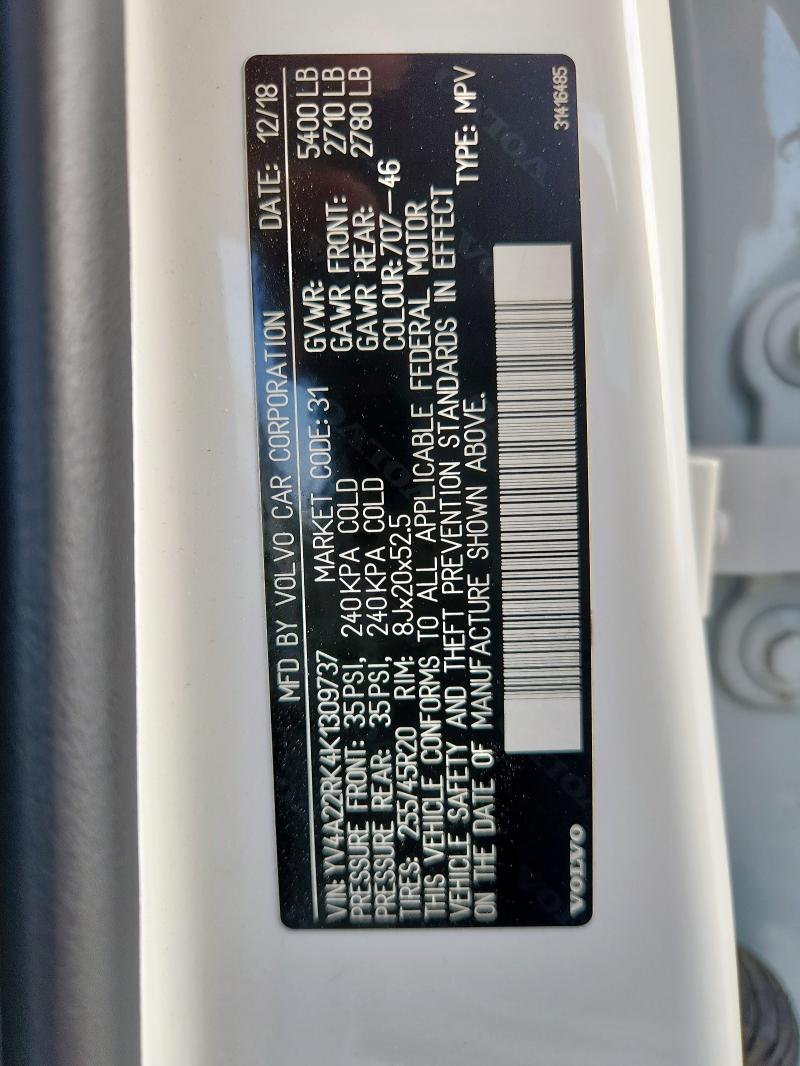 MFD BY VOLVO CAR CORPORATION DATE: 12/18
VIN: YV4A22RK4K1309737 MARKET CODE: 31 GVWR: 5400 LB
PRESSURE FRONT: 35PSI, 240KPA COLD GAWR FRONT: 2710 LB
PRESSURE REAR: 35PSI, 240KPA COLD GAWR REAR: 2780 LB
TIRES: 255/45R20 RIM: 8Jx20x52.5 COLOUR: 707-46
THIS VEHICLE CONFORMS TO ALL APPLICABLE FEDERAL MOTOR
VEHICLE SAFETY AND THEFT PREVENTION STANDARDS IN EFFECT
ON THE DATE OF MANUFACTURE SHOWN ABOVE. TYPE: MPV
VOLVO 31416485